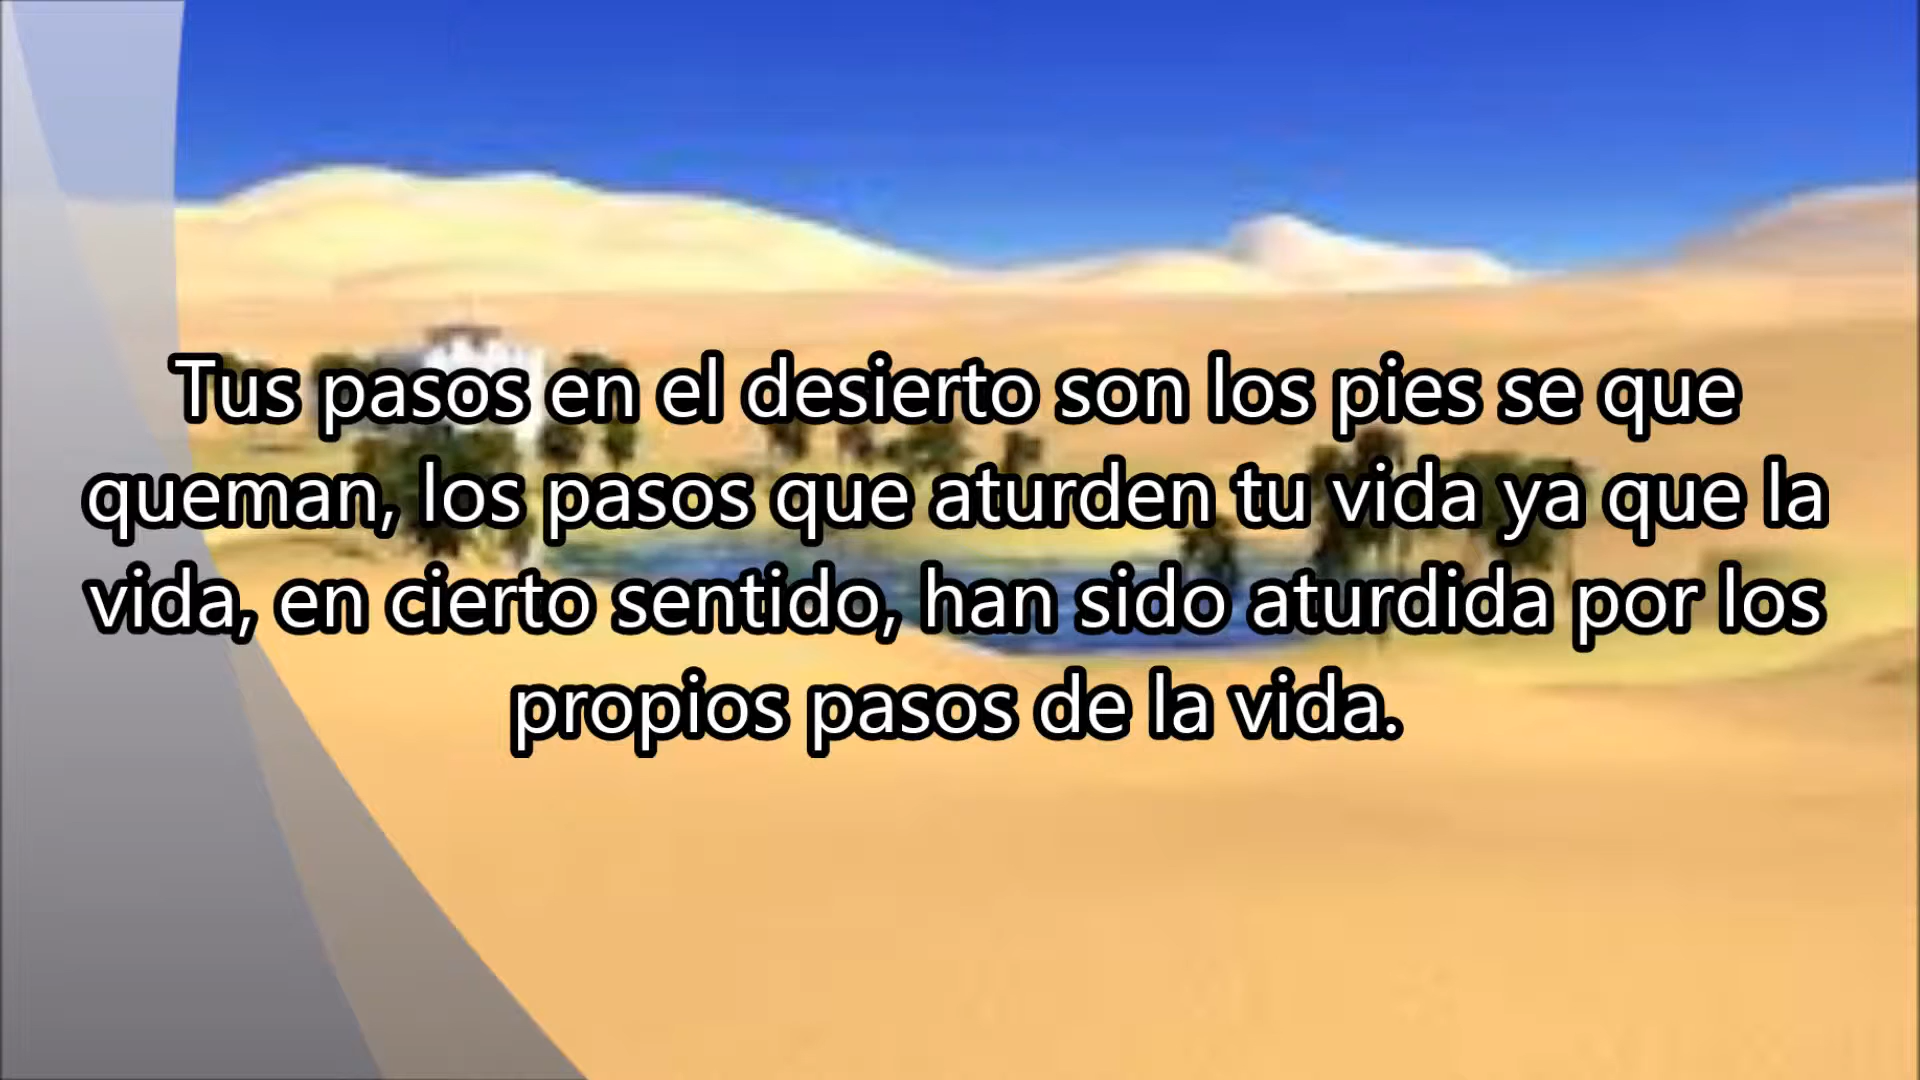 Tus pasos en el desierto son los pies se que
queman, los pasos que aturden tu vida ya que la
vida, en cierto sentido, han sido aturdida por los
propios pasos de la vida.